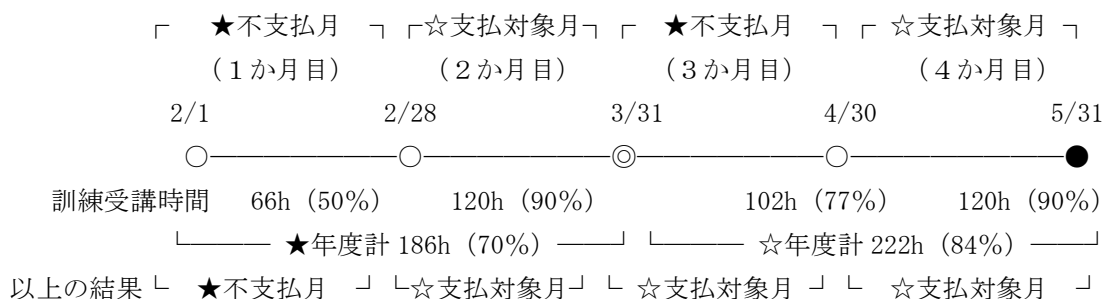 ┌ ★不支払月 ┐┌☆支払対象月┐┌ ★不支払月 ┐┌ ☆支払対象月 ┐
(1か月目) (2か月目) (3か月目) (4か月目)
2/1 2/28 3/31 4/30 5/31
○――――――――○――――――――◎――――――――○―――――――――●
訓練受講時間 66h(50%) 120h(90%) 102h(77%) 120h(90%)
└――― ★年度計 186h(70%)――┘└――― ☆年度計 222h(84%)――┘
以上の結果└ ★不支払月 ┘└☆支払対象月┘└ ☆支払対象月 ┘└ ☆支払対象月 ┘